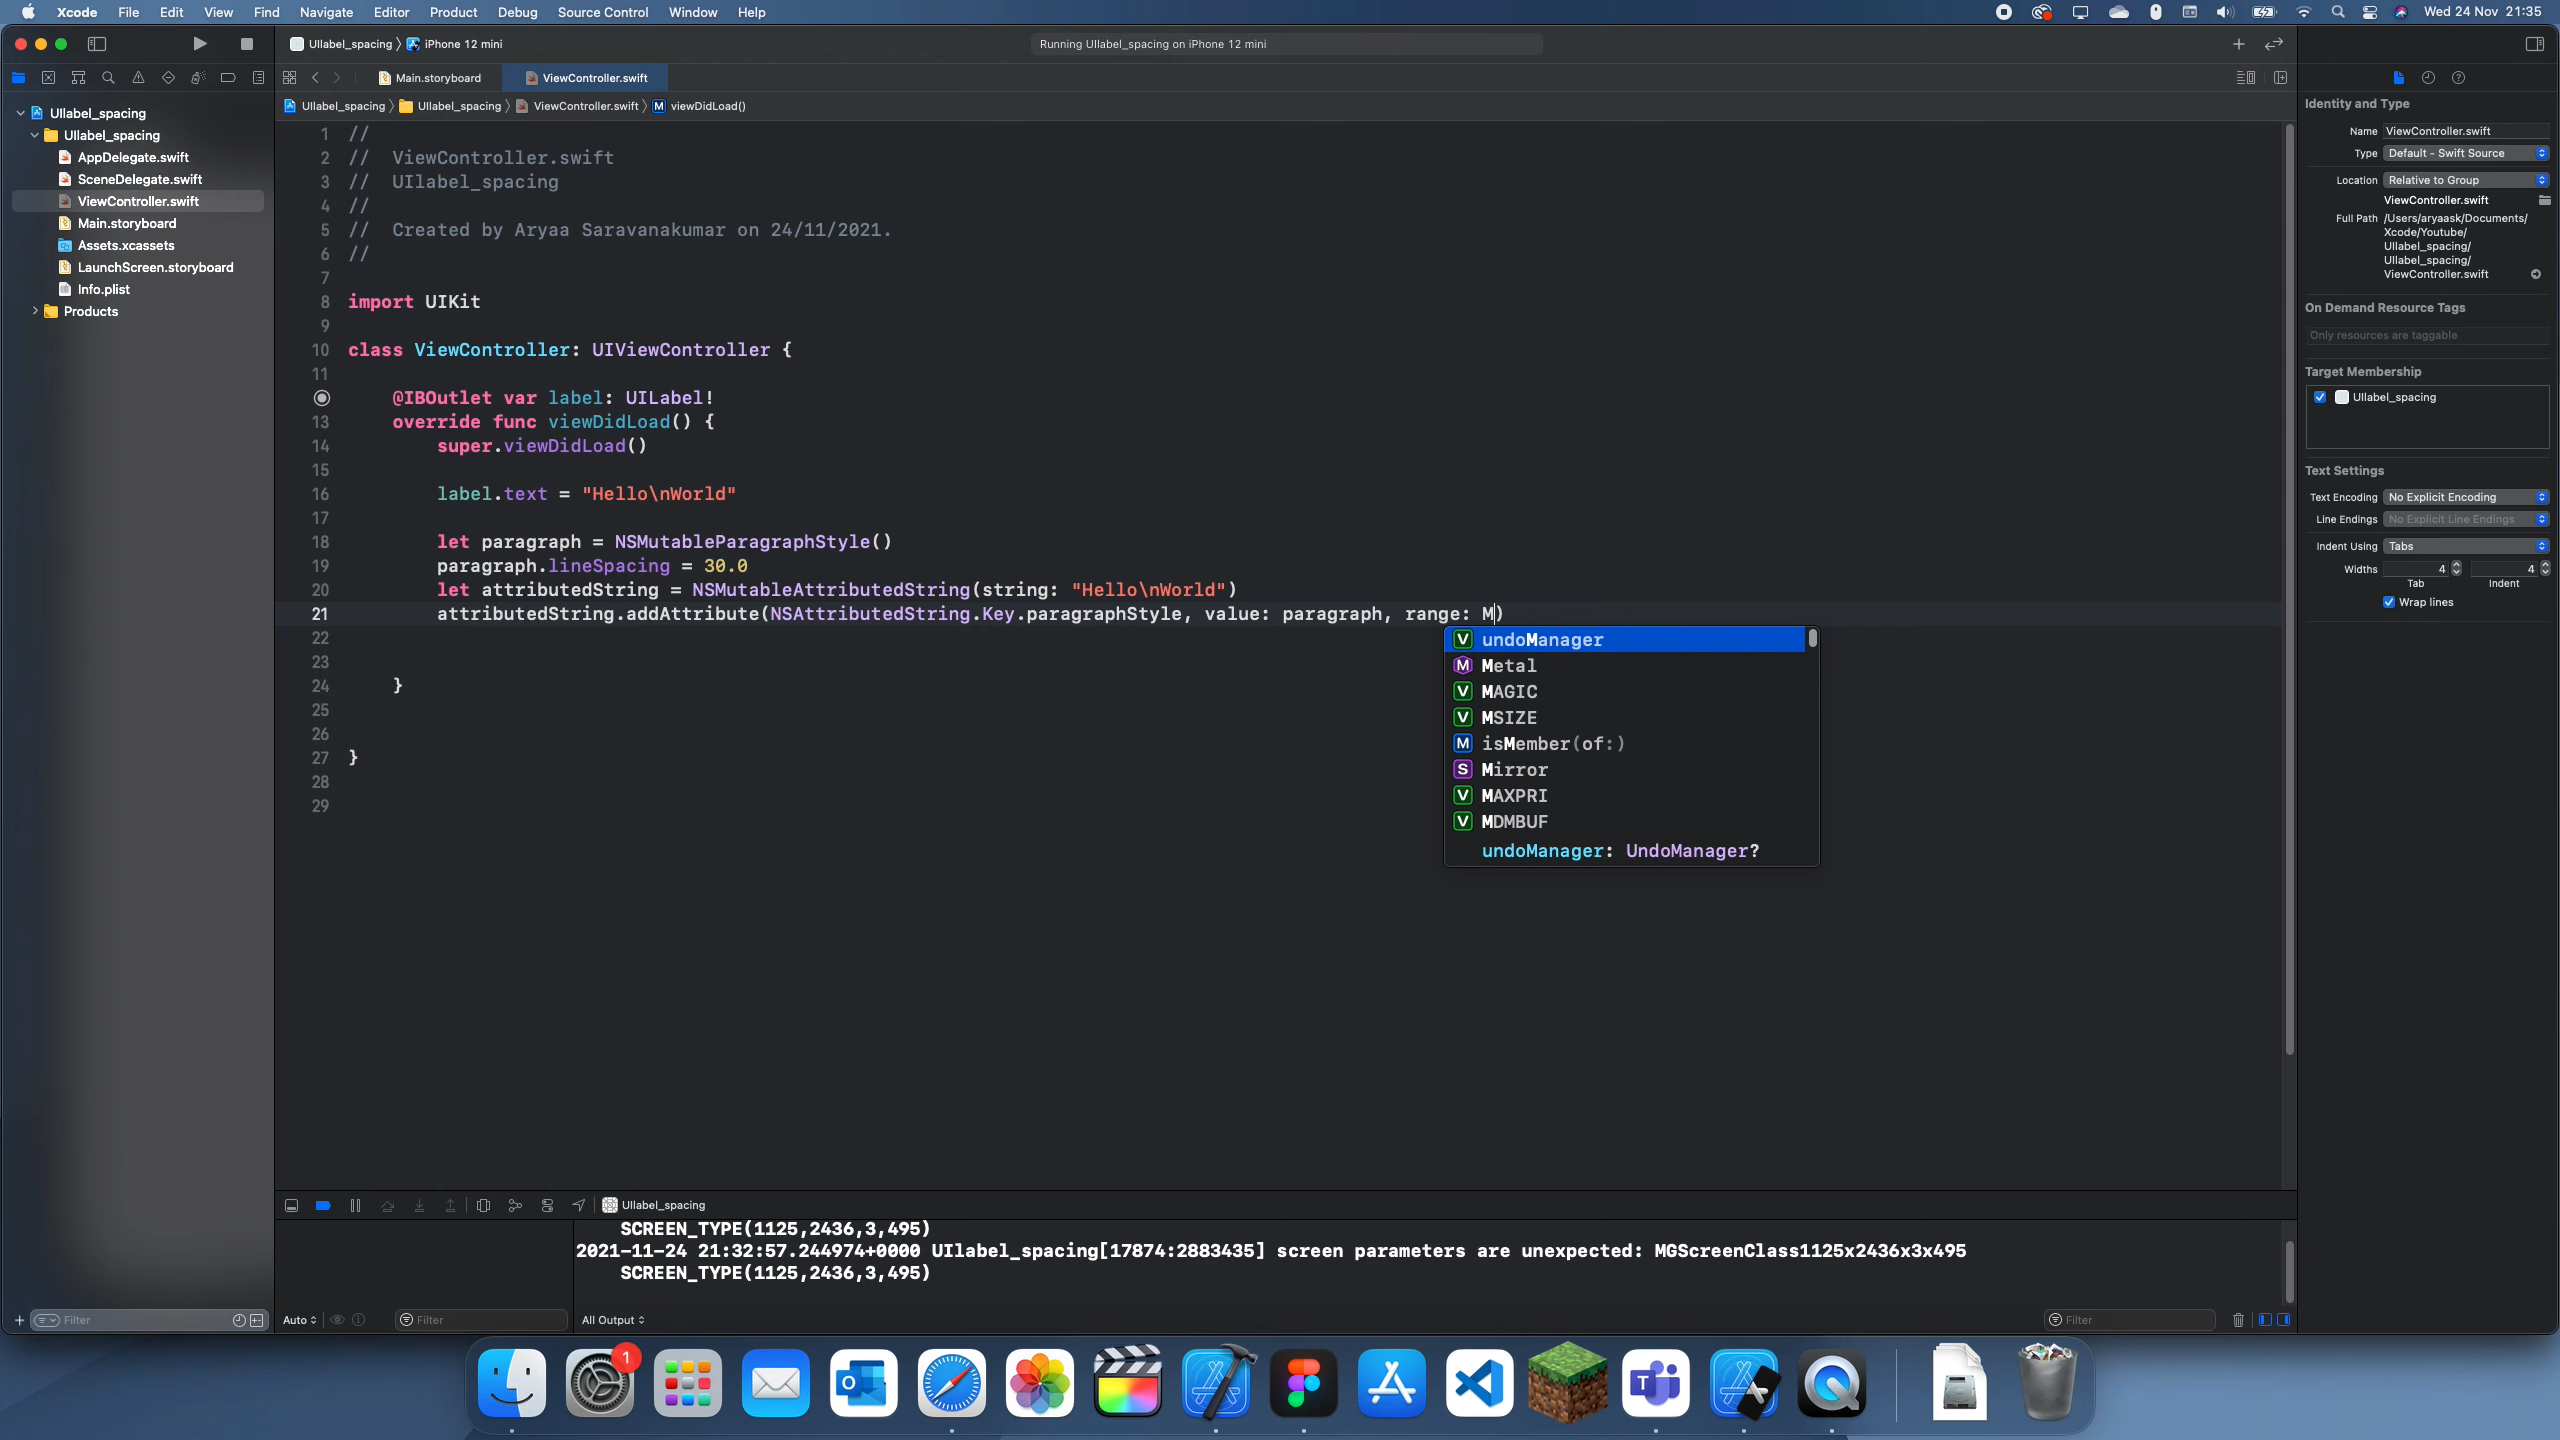 Xcode File Edit View Find Navigate Editor Product Debug Source Control Window Help Wed 24 Nov 21:35
UIlabel_spacing iPhone 12 mini Running UIlabel_spacing on iPhone 12 mini
Main.storyboard ViewController.swift
UIlabel_spacing UIlabel_spacing ViewController.swift M viewDidLoad()
UIlabel_spacing
UIlabel_spacing
AppDelegate.swift
SceneDelegate.swift
ViewController.swift
Main.storyboard
Assets.xcassets
LaunchScreen.storyboard
Info.plist
Products
1 //
2 // ViewController.swift
3 // UIlabel_spacing
4 //
5 // Created by Aryaa Saravanakumar on 24/11/2021.
6 //
7
8 import UIKit
9
10 class ViewController: UIViewController {
11
@IBOutlet var label: UILabel!
13 override func viewDidLoad() {
14 super.viewDidLoad()
15
16 label.text = "Hello\nWorld"
17
18 let paragraph = NSMutableParagraphStyle()
19 paragraph.lineSpacing = 30.0
20 let attributedString = NSMutableAttributedString(string: "Hello\nWorld")
21 attributedString.addAttribute(NSAttributedString.Key.paragraphStyle, value: paragraph, range: M)
22
23
24 }
25
26
27 }
28
29
V undoManager
M Metal
V MAGIC
V MSIZE
M isMember(of:)
S Mirror
V MAXPRI
V MDMBUF
undoManager: UndoManager?
Identity and Type
Name ViewController.swift
Type Default - Swift Source
Location Relative to Group
ViewController.swift
Full Path /Users/aryaask/Documents/
Xcode/Youtube/
UIlabel_spacing/
UIlabel_spacing/
ViewController.swift
On Demand Resource Tags
Only resources are taggable
Target Membership
UIlabel_spacing
Text Settings
Text Encoding No Explicit Encoding
Line Endings No Explicit Line Endings
Indent Using Tabs
Widths 4 4
Tab Indent
Wrap lines
UIlabel_spacing
SCREEN_TYPE(1125,2436,3,495)
2021-11-24 21:32:57.244974+0000 UIlabel_spacing[17874:2883435] screen parameters are unexpected: MGScreenClass1125x2436x3x495
SCREEN_TYPE(1125,2436,3,495)
Filter Auto Filter All Output Filter
1